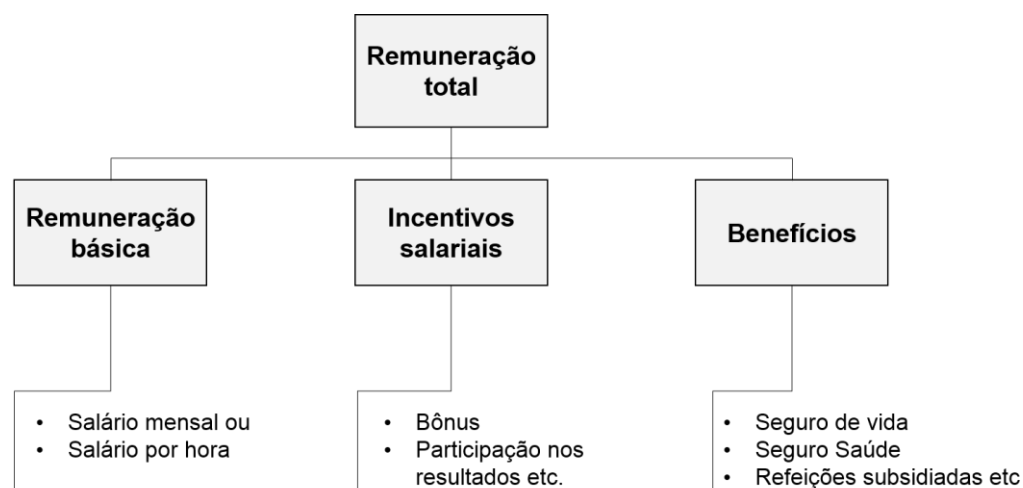 Remuneração
total
Remuneração
básica
Incentivos
salariais
Benefícios
• Salário mensal ou
• Salário por hora
• Bônus
• Participação nos
resultados etc.
• Seguro de vida
• Seguro Saúde
• Refeições subsidiadas etc